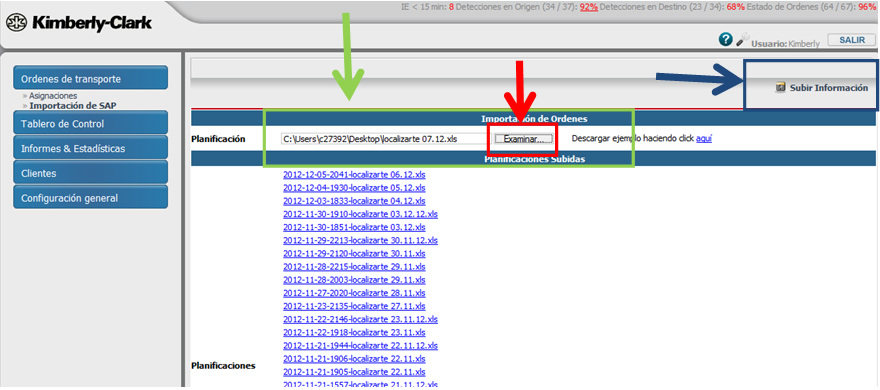 IE < 15 min: 8 Detecciones en Origen (34 / 37): 92% Detecciones en Destino (23 / 34): 68% Estado de Ordenes (64 / 67): 96%
Kimberly-Clark
Usuario: Kimberly
SALIR
Ordenes de transporte
» Asignaciones
» Importación de SAP
Tablero de Control
Informes & Estadísticas
Clientes
Configuración general
Subir Información
Importación de Ordenes
Planificación C:\Users\c27392\Desktop\localizarte 07.12.xls Examinar... Descargar ejemplo haciendo click aquí
Planificaciones Subidas
2012-12-05-2041-localizarte 06.12.xls
2012-12-04-1930-localizarte 05.12.xls
2012-12-03-1833-localizarte 04.12.xls
2012-11-30-1910-localizarte 03.12.12.xls
2012-11-30-1851-localizarte 03.12.xls
2012-11-29-2213-localizarte 30.11.12.xls
2012-11-29-2120-localizarte 30.11.xls
2012-11-28-2215-localizarte 29.11.xls
2012-11-28-2003-localizarte 29.11.xls
2012-11-27-2020-localizarte 28.11.xls
2012-11-23-2135-localizarte 27.11.xls
2012-11-22-2146-localizarte 23.11.12.xls
2012-11-22-1918-localizarte 23.11.xls
2012-11-21-1944-localizarte 22.11.12.xls
2012-11-21-1906-localizarte 22.11.xls
Planificaciones
2012-11-21-1905-localizarte 22.11.xls
2012-11-21-1557-localizarte 21.11.12.xls